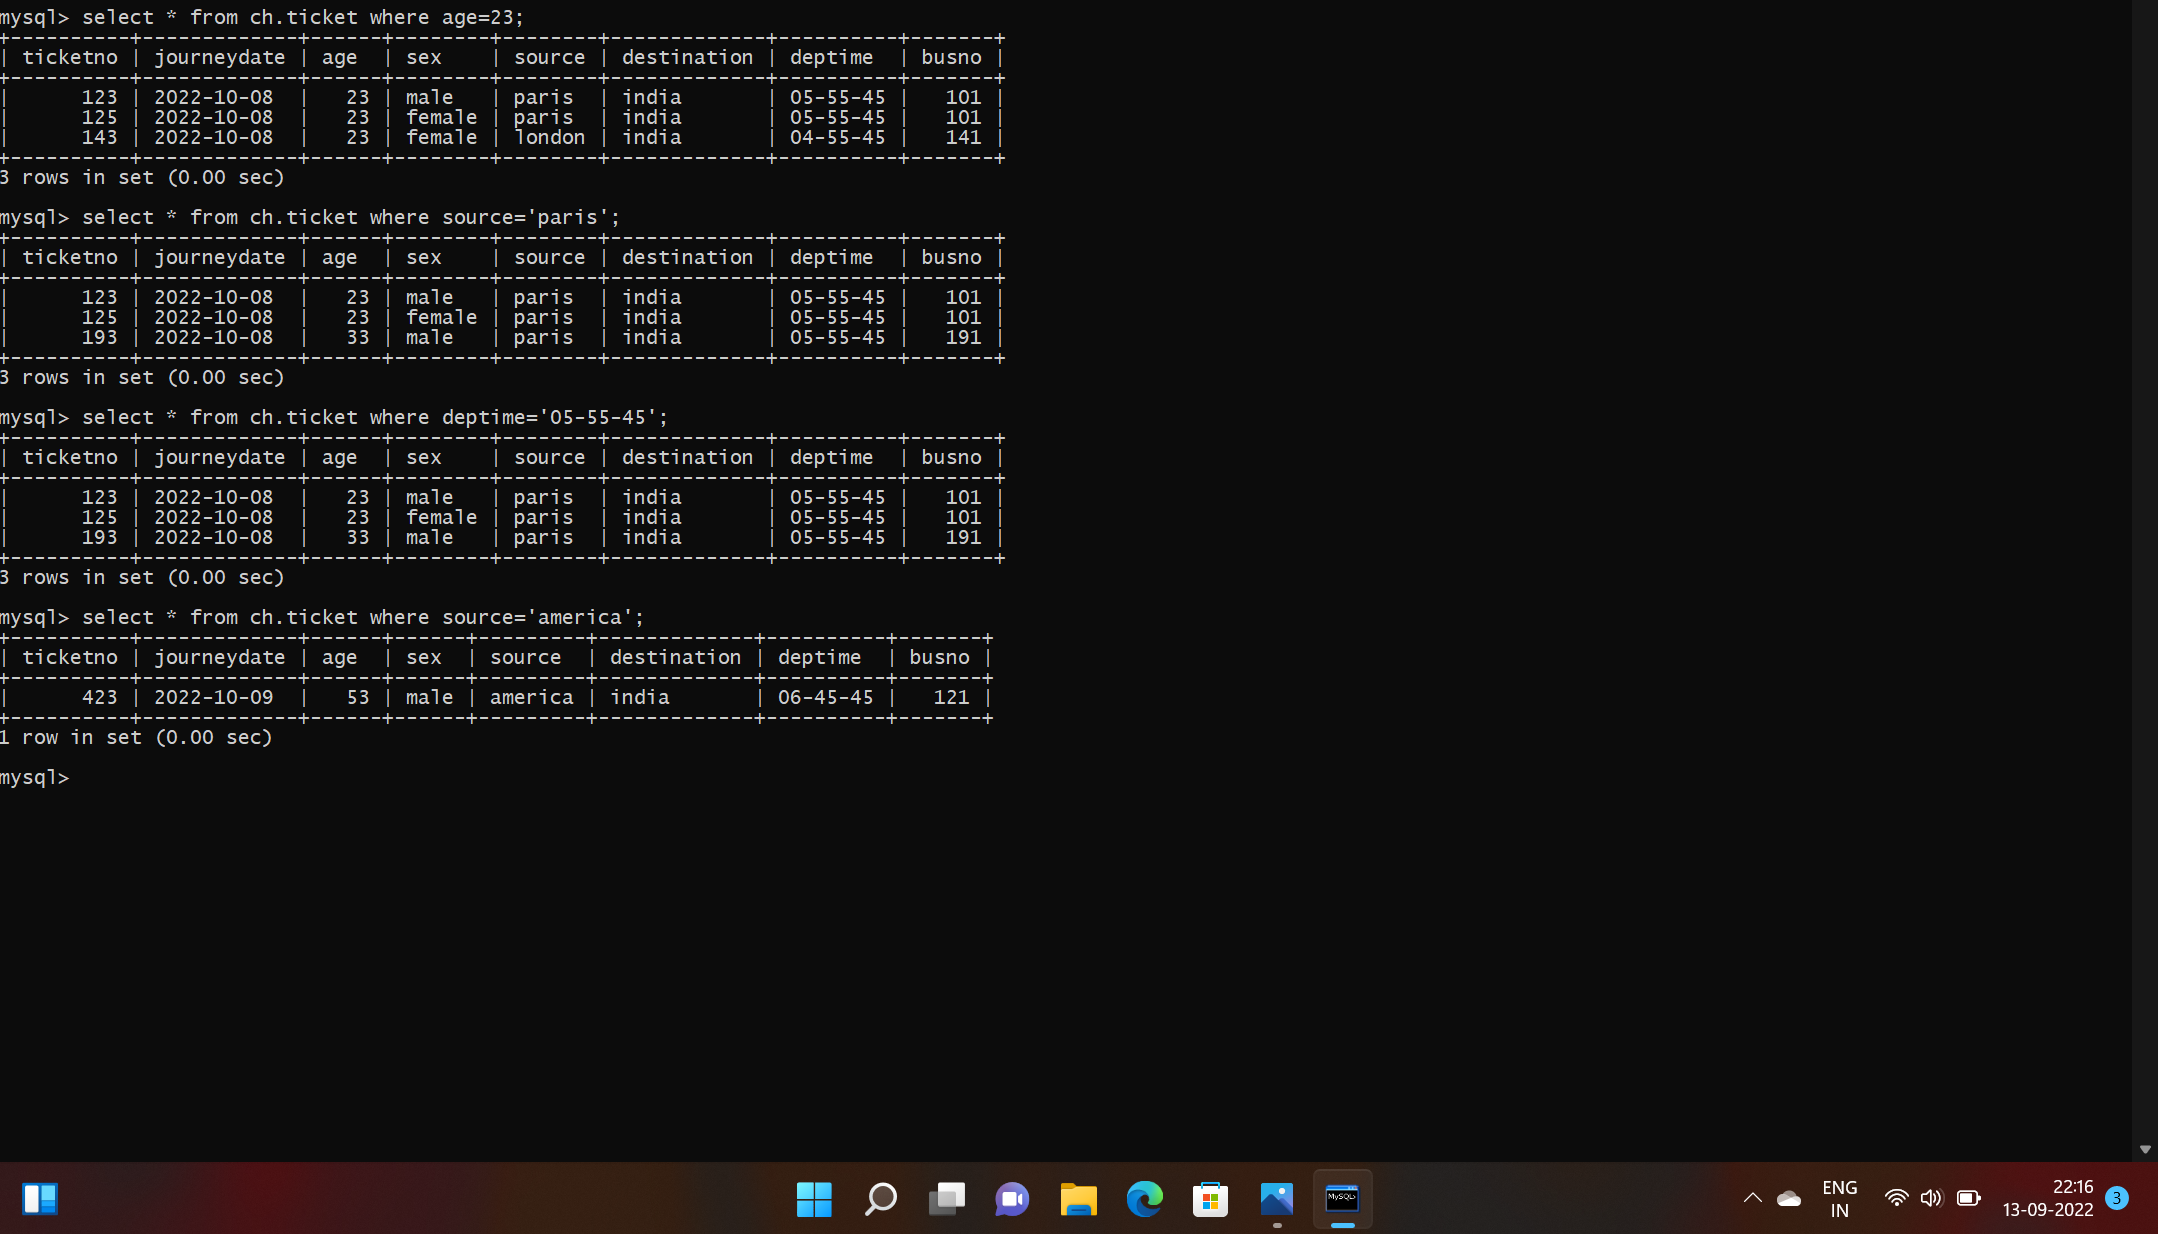 mysql> select * from ch.ticket where age=23;
+----------+-------------+------+--------+--------+-------------+----------+-------+
| ticketno | journeydate | age  | sex    | source | destination | deptime  | busno |
+----------+-------------+------+--------+--------+-------------+----------+-------+
|      123 | 2022-10-08  |   23 | male   | paris  | india       | 05-55-45 |   101 |
|      125 | 2022-10-08  |   23 | female | paris  | india       | 05-55-45 |   101 |
|      143 | 2022-10-08  |   23 | female | london | india       | 04-55-45 |   141 |
+----------+-------------+------+--------+--------+-------------+----------+-------+
3 rows in set (0.00 sec)
mysql> select * from ch.ticket where source='paris';
+----------+-------------+------+--------+--------+-------------+----------+-------+
| ticketno | journeydate | age  | sex    | source | destination | deptime  | busno |
+----------+-------------+------+--------+--------+-------------+----------+-------+
|      123 | 2022-10-08  |   23 | male   | paris  | india       | 05-55-45 |   101 |
|      125 | 2022-10-08  |   23 | female | paris  | india       | 05-55-45 |   101 |
|      193 | 2022-10-08  |   33 | male   | paris  | india       | 05-55-45 |   191 |
+----------+-------------+------+--------+--------+-------------+----------+-------+
3 rows in set (0.00 sec)
mysql> select * from ch.ticket where deptime='05-55-45';
+----------+-------------+------+--------+--------+-------------+----------+-------+
| ticketno | journeydate | age  | sex    | source | destination | deptime  | busno |
+----------+-------------+------+--------+--------+-------------+----------+-------+
|      123 | 2022-10-08  |   23 | male   | paris  | india       | 05-55-45 |   101 |
|      125 | 2022-10-08  |   23 | female | paris  | india       | 05-55-45 |   101 |
|      193 | 2022-10-08  |   33 | male   | paris  | india       | 05-55-45 |   191 |
+----------+-------------+------+--------+--------+-------------+----------+-------+
3 rows in set (0.00 sec)
mysql> select * from ch.ticket where source='america';
+----------+-------------+------+------+---------+-------------+----------+-------+
| ticketno | journeydate | age  | sex  | source  | destination | deptime  | busno |
+----------+-------------+------+------+---------+-------------+----------+-------+
|      423 | 2022-10-09  |   53 | male | america | india       | 06-45-45 |   121 |
+----------+-------------+------+------+---------+-------------+----------+-------+
1 row in set (0.00 sec)
mysql>
MySQL>
ENG
IN
22:16
13-09-2022
3